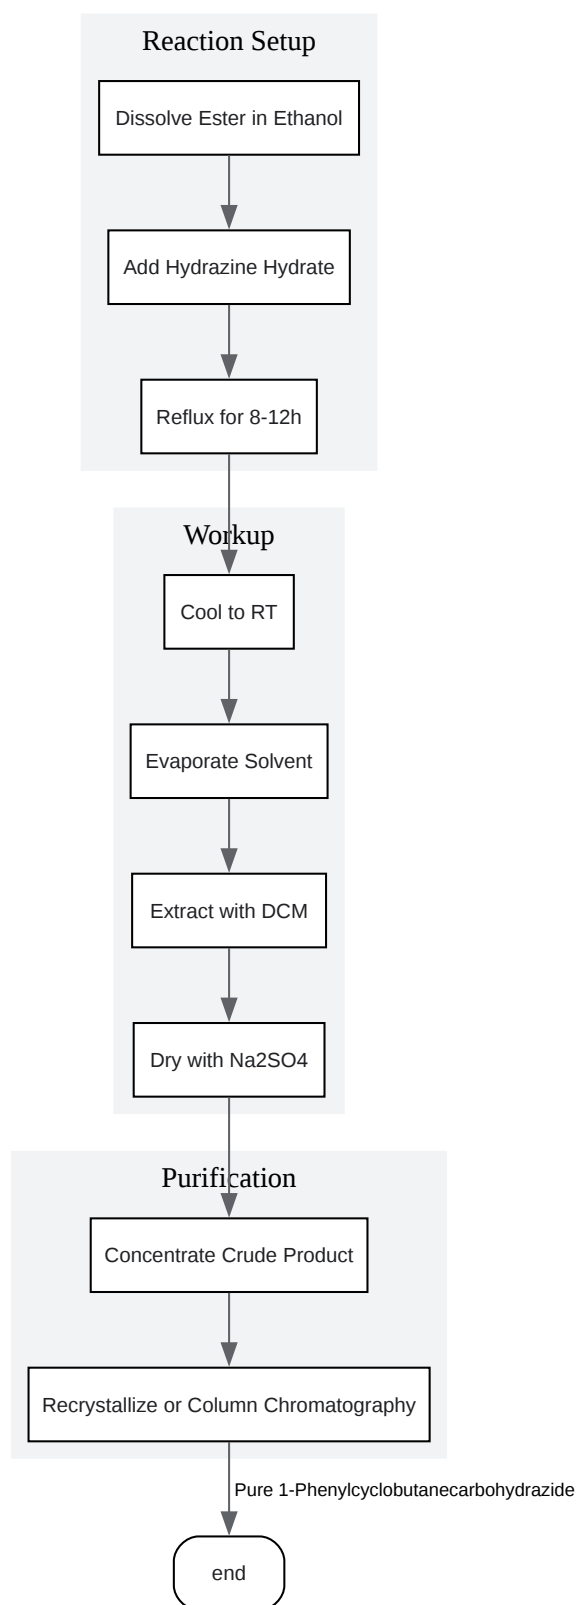 Reaction Setup
Dissolve Ester in Ethanol
Add Hydrazine Hydrate
Reflux for 8-12h
Workup
Cool to RT
Evaporate Solvent
Extract with DCM
Dry with Na2SO4
Purification
Concentrate Crude Product
Recrystallize or Column Chromatography
Pure 1-Phenylcyclobutanecarbohydrazide
end